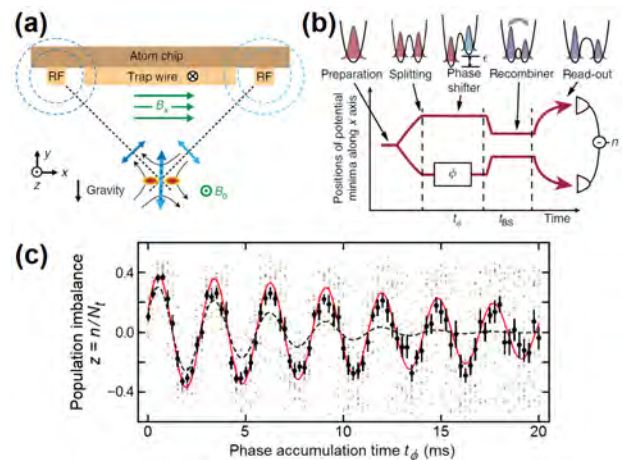 (a)
Atom chip
RF
Trap wire
RF
Bx
y
z
x
Gravity
B0
(b)
Preparation
Splitting
Phase
shifter
Recombiner
Read-out
ϵ
Positions of potential
minima along x axis
ϕ
n
tϕ
tBS
Time
(c)
Population imbalance
z = n/Nt
0.4
0.0
−0.4
0
5
10
15
20
Phase accumulation time tϕ (ms)